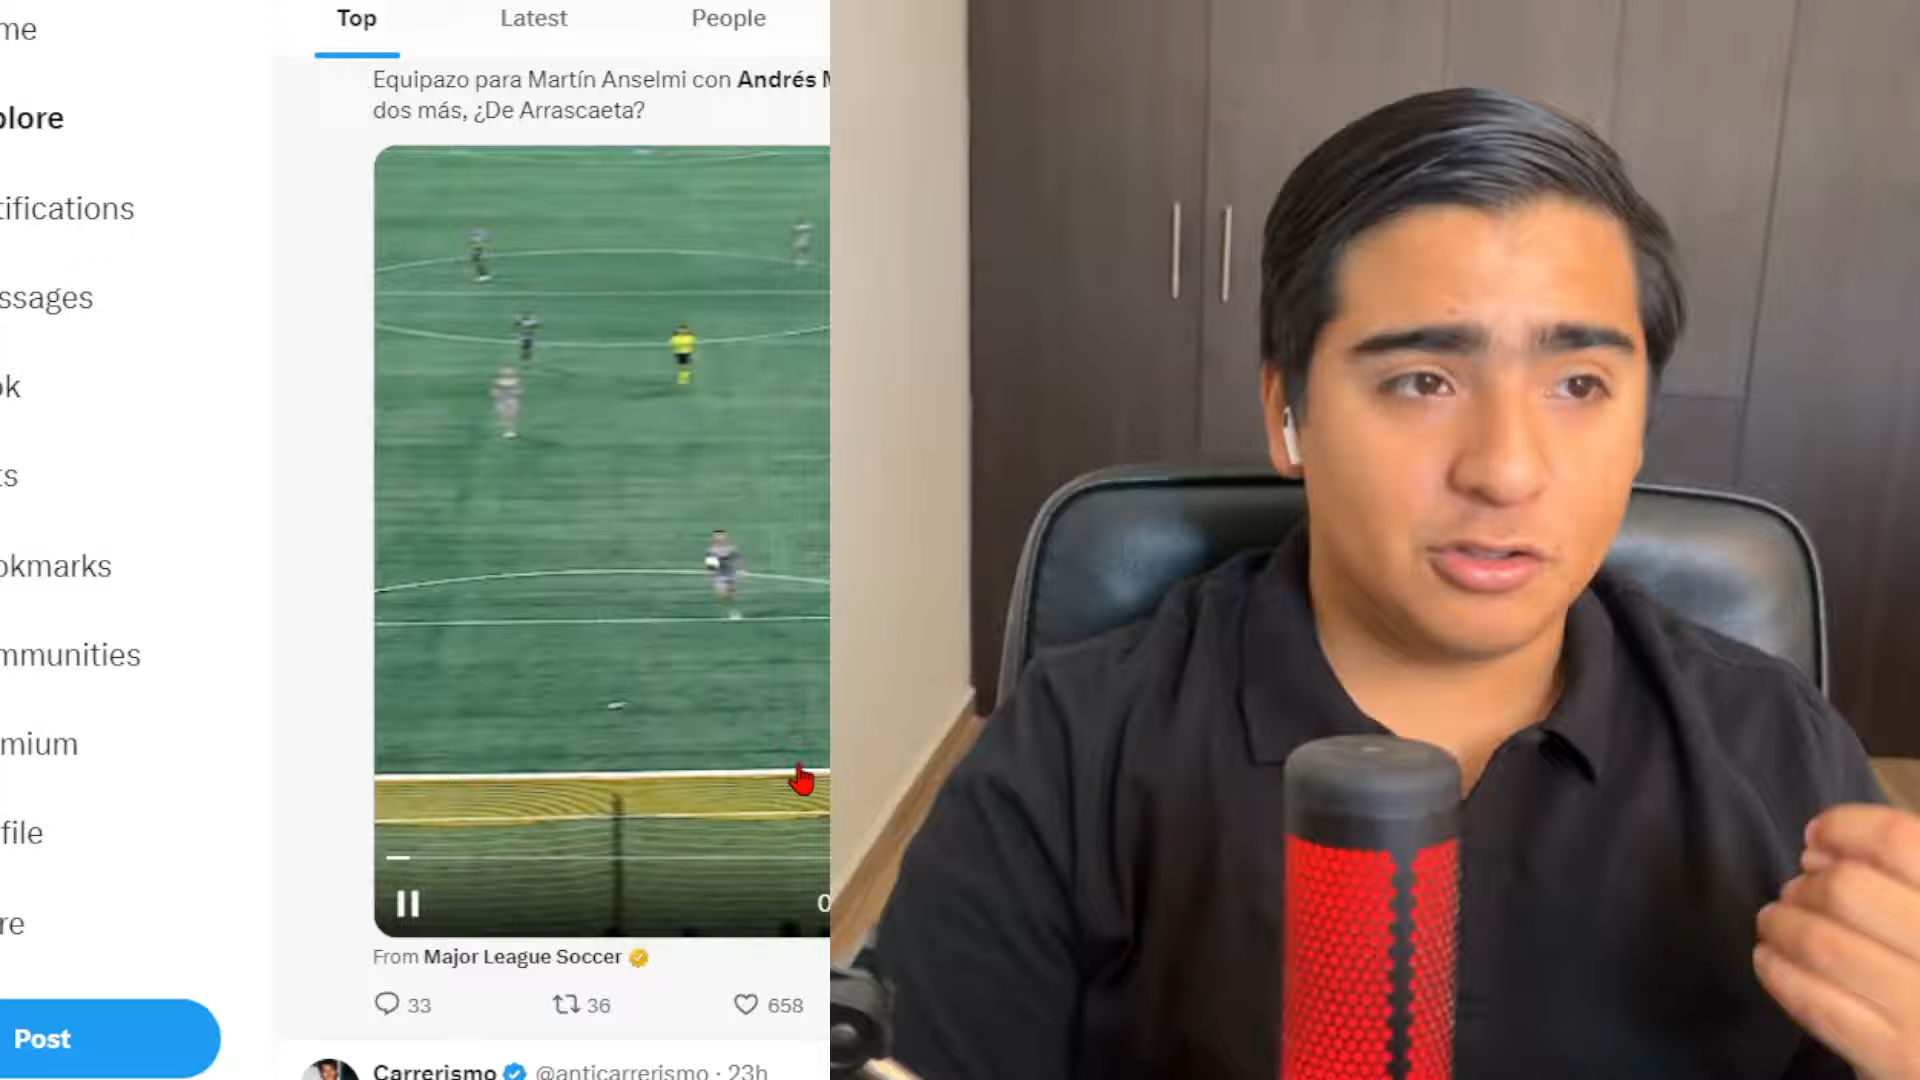 Top
Latest
People
me
plore
tifications
ssages
ok
ts
okmarks
mmunities
mium
file
re
Post
Equipazo para Martín Anselmi con Andrés M
dos más, ¿De Arrascaeta?
0
From Major League Soccer
33
36
658
Carrerismo @anticarrerismo · 23h